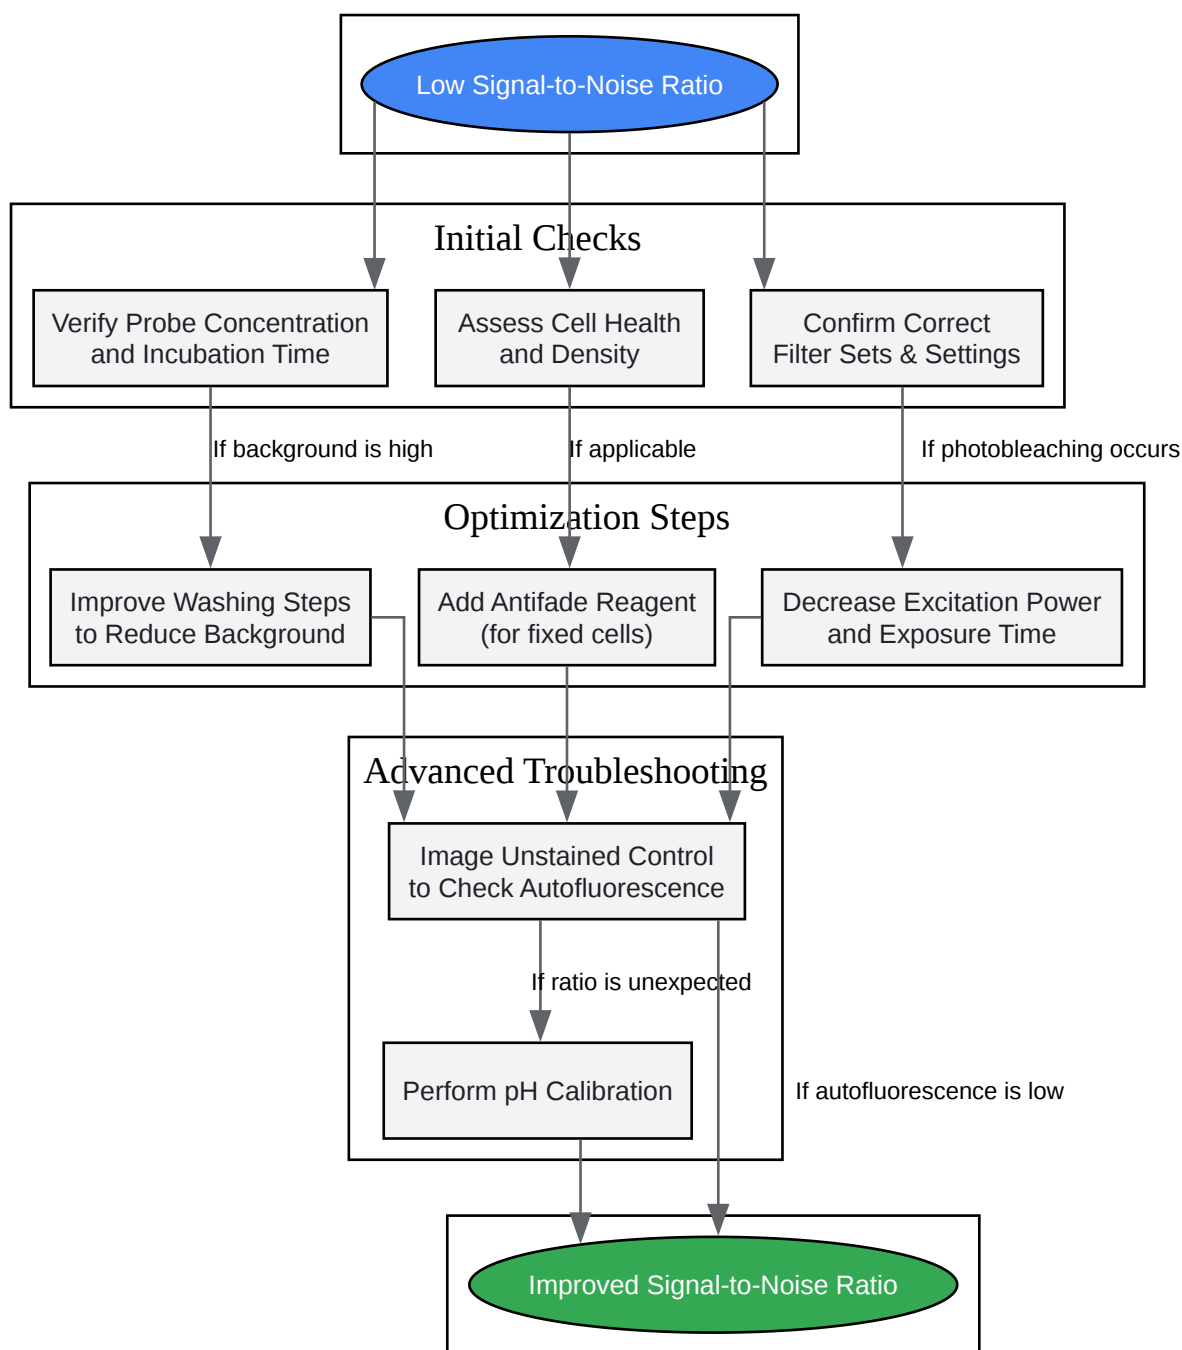 Low Signal-to-Noise Ratio
Initial Checks
Verify Probe Concentration
and Incubation Time
Assess Cell Health
and Density
Confirm Correct
Filter Sets & Settings
If background is high
If applicable
If photobleaching occurs
Optimization Steps
Improve Washing Steps
to Reduce Background
Add Antifade Reagent
(for fixed cells)
Decrease Excitation Power
and Exposure Time
Advanced Troubleshooting
Image Unstained Control
to Check Autofluorescence
If ratio is unexpected
Perform pH Calibration
If autofluorescence is low
Improved Signal-to-Noise Ratio